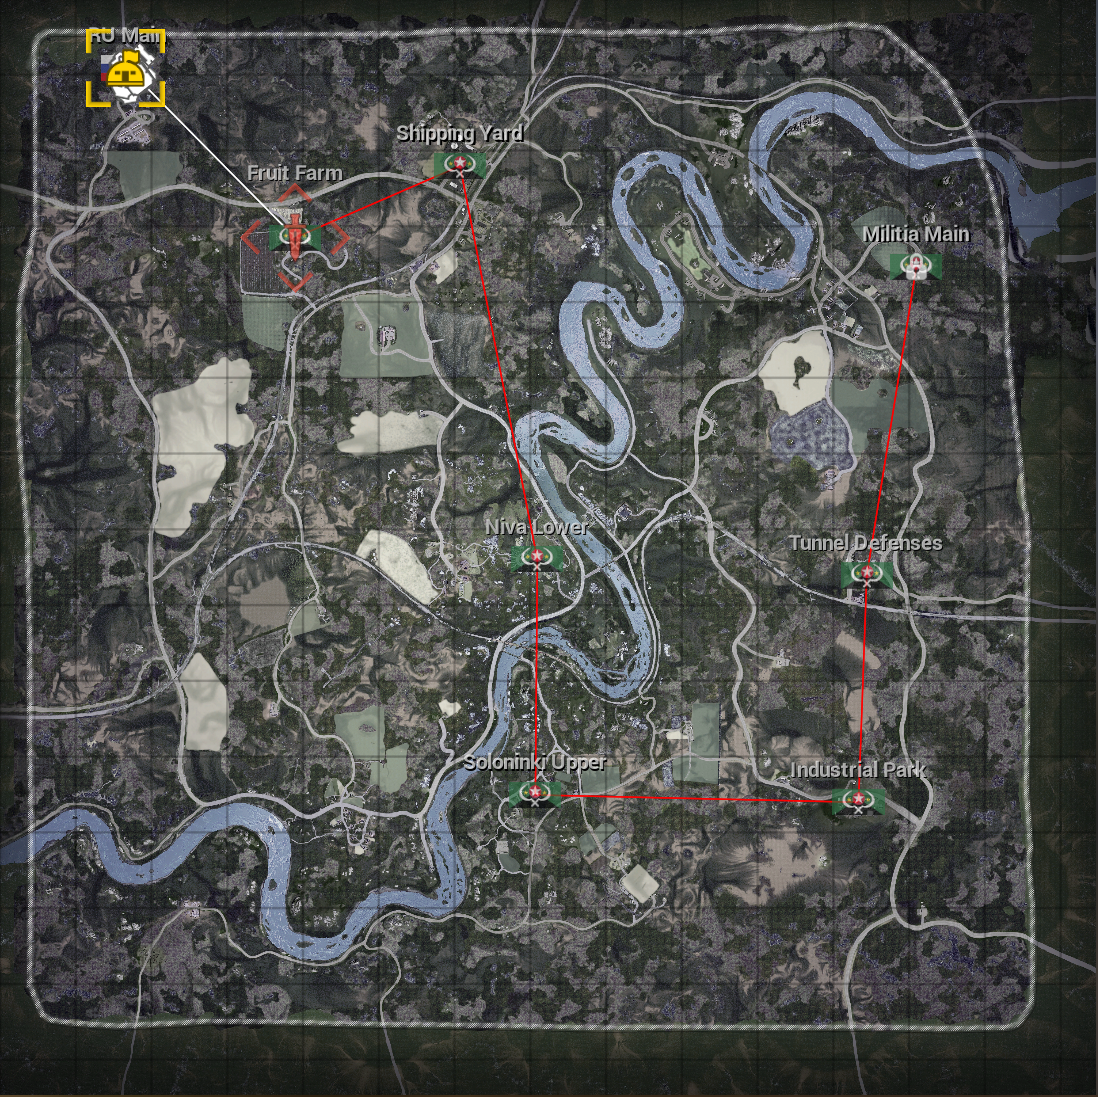 RU Main
Shipping Yard
Fruit Farm
Militia Main
Niva Lower
Tunnel Defenses
Soloninki Upper
Industrial Park